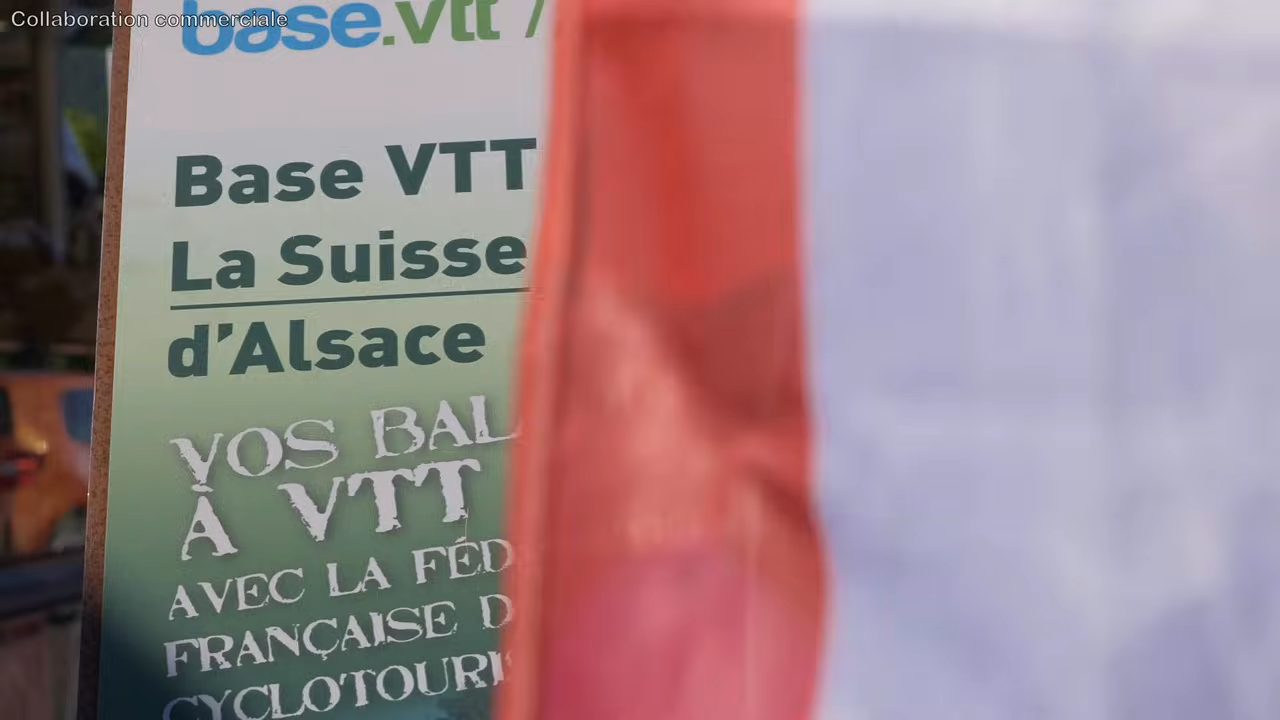 Collaboration commerciale
base.vtt /
Base VTT
La Suisse
d'Alsace
VOS BAL
À VTT
AVEC LA FÉD
FRANÇAISE D
CYCLOTOURI